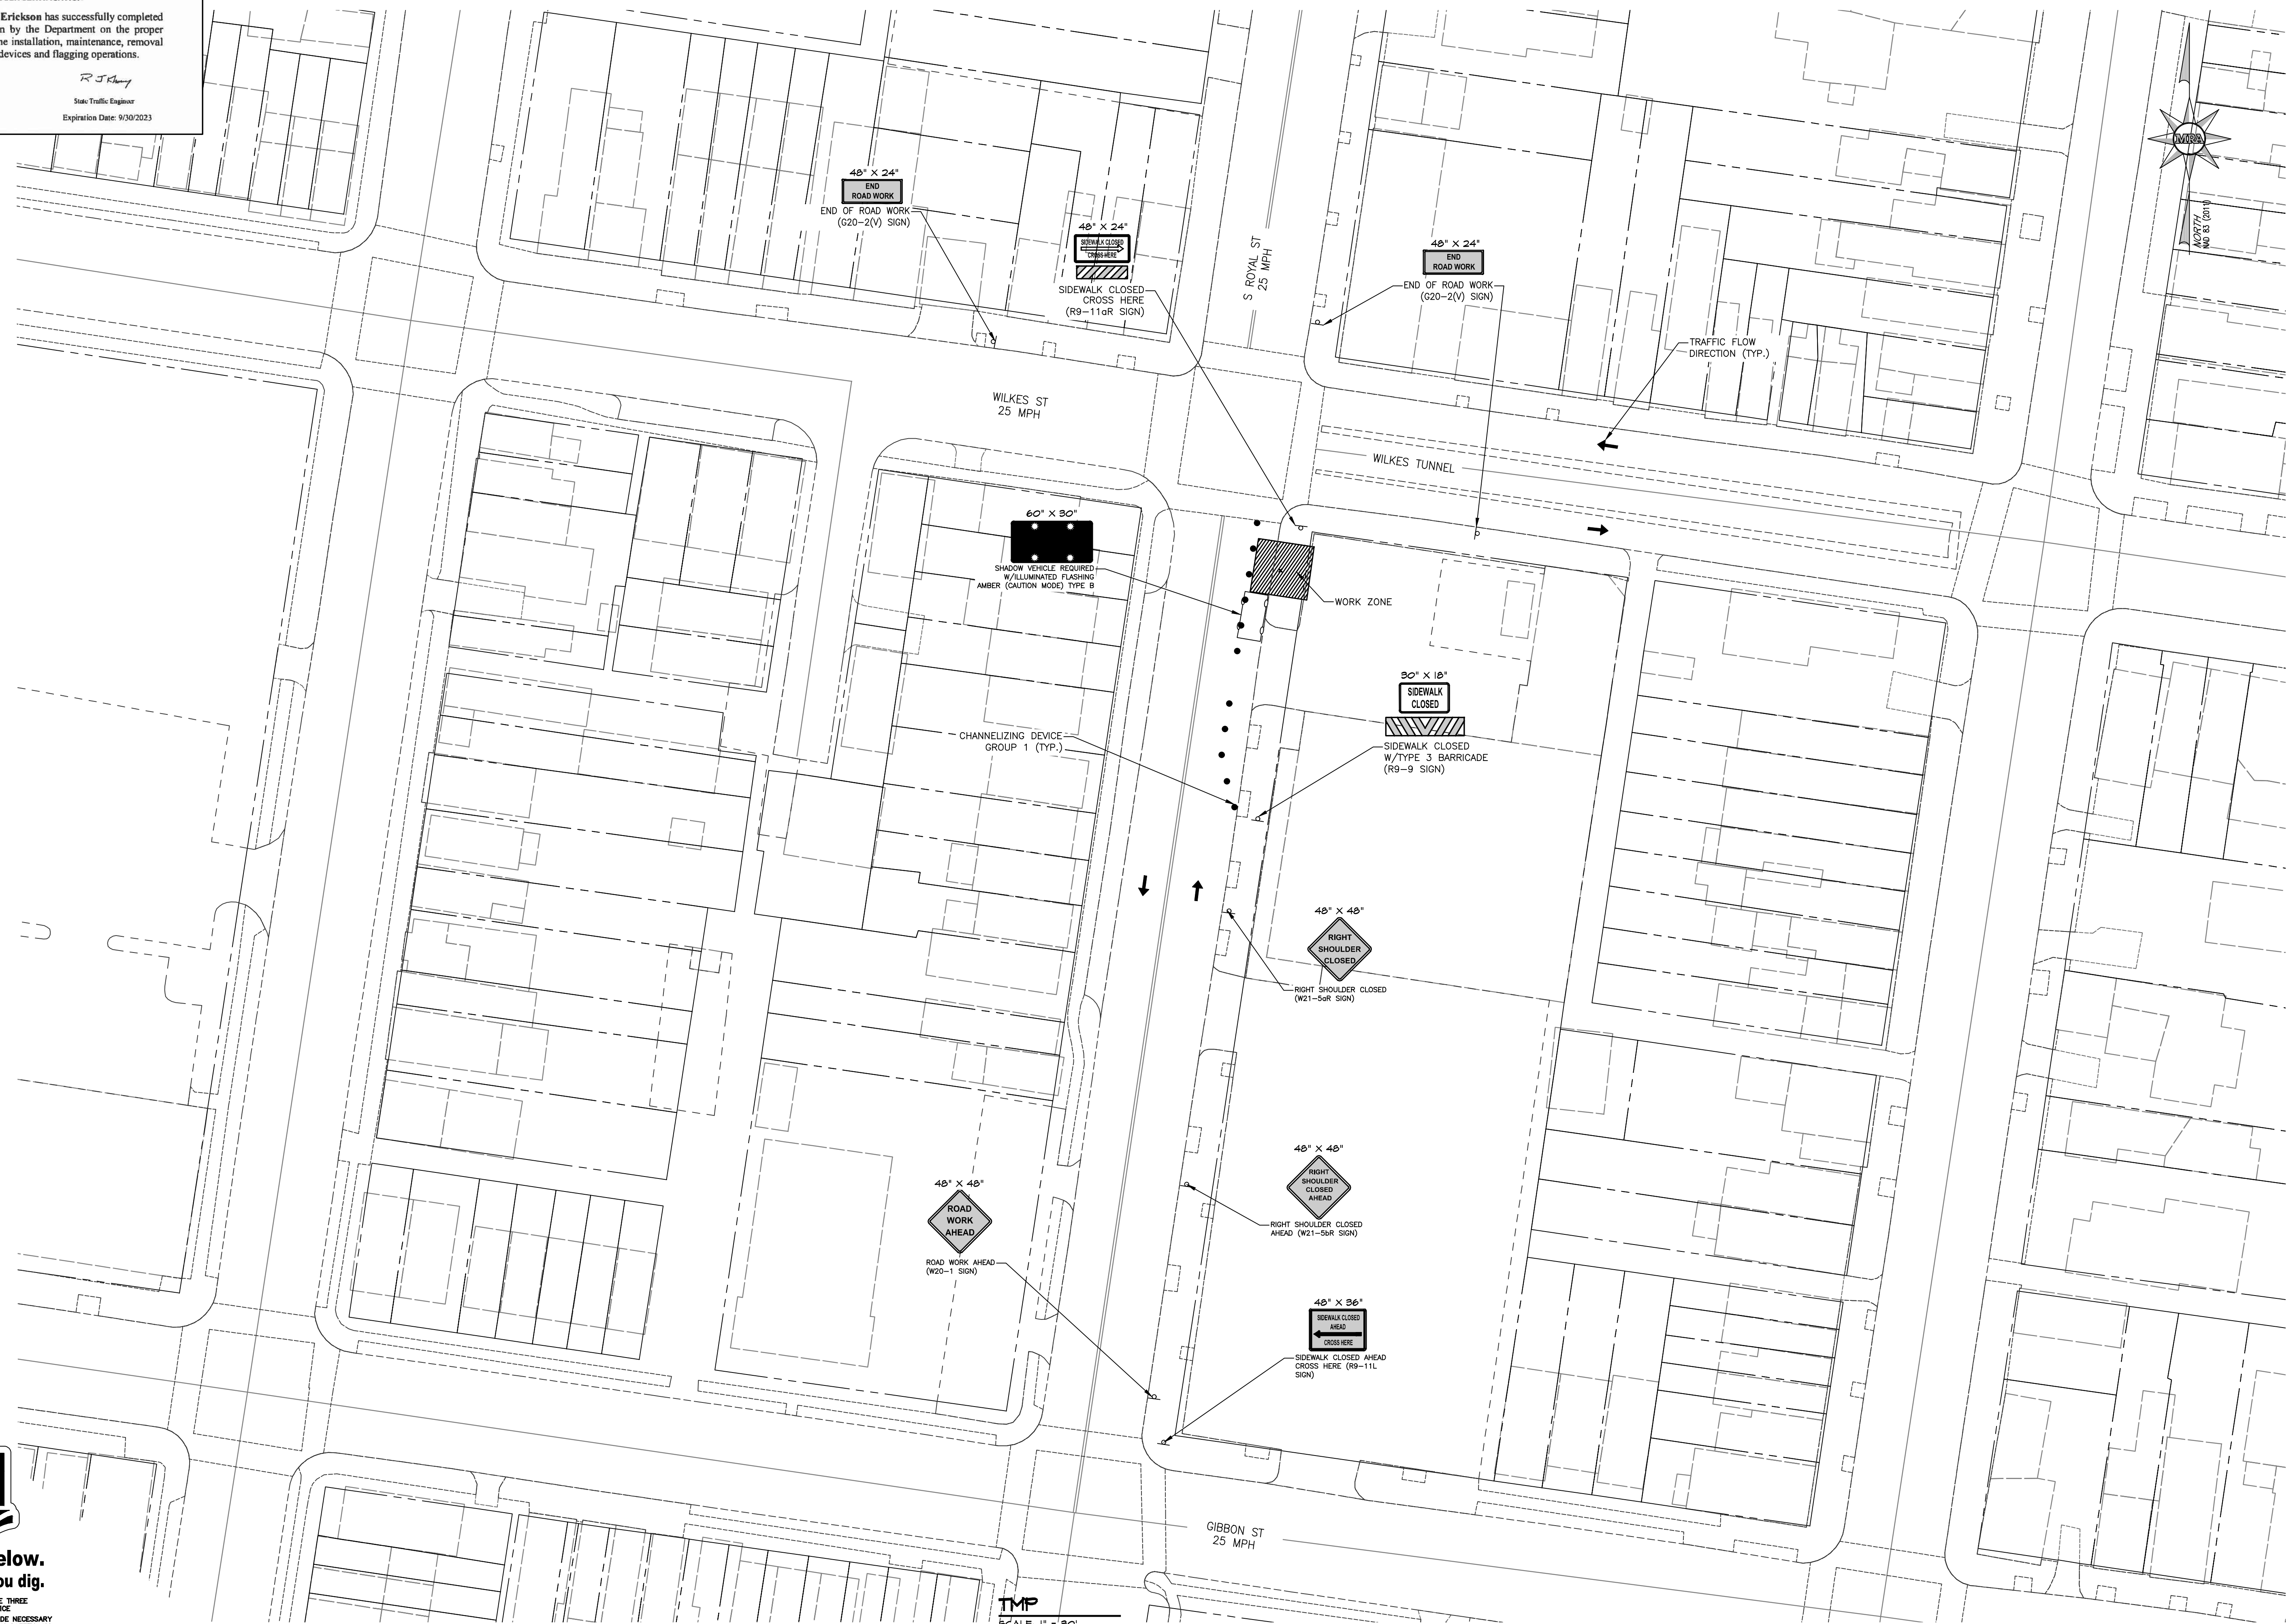 Erickson has successfully completed
by the Department on the proper
installation, maintenance, removal
devices and flagging operations.
State Traffic Engineer
Expiration Date: 9/30/2023
MBA
NORTH
NAD 83 (2011)
48" X 24"
END
ROAD WORK
END OF ROAD WORK
(G20-2(V) SIGN)
48" X 24"
SIDEWALK CLOSED
CROSS HERE
SIDEWALK CLOSED
CROSS HERE
(R9-11aR SIGN)
S ROYAL ST
25 MPH
48" X 24"
END
ROAD WORK
END OF ROAD WORK
(G20-2(V) SIGN)
TRAFFIC FLOW
DIRECTION (TYP.)
WILKES ST
25 MPH
WILKES TUNNEL
60" X 30"
SHADOW VEHICLE REQUIRED
W/ILLUMINATED FLASHING
AMBER (CAUTION MODE) TYPE B
WORK ZONE
30" X 18"
SIDEWALK
CLOSED
SIDEWALK CLOSED
W/TYPE 3 BARRICADE
(R9-9 SIGN)
CHANNELIZING DEVICE
GROUP 1 (TYP.)
48" X 48"
RIGHT
SHOULDER
CLOSED
RIGHT SHOULDER CLOSED
(W21-5aR SIGN)
48" X 48"
RIGHT
SHOULDER
CLOSED
AHEAD
RIGHT SHOULDER CLOSED
AHEAD (W21-5bR SIGN)
48" X 48"
ROAD
WORK
AHEAD
ROAD WORK AHEAD
(W20-1 SIGN)
48" X 36"
SIDEWALK CLOSED
AHEAD
CROSS HERE
SIDEWALK CLOSED AHEAD
CROSS HERE (R9-11L
SIGN)
GIBBON ST
25 MPH
elow.
ou dig.
THREE
NECESSARY
TMP